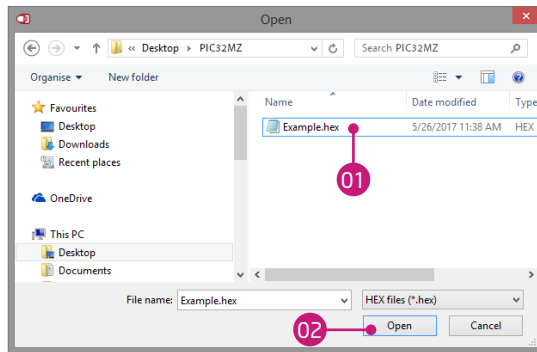 Open
« Desktop PIC32MZ
Search PIC32MZ
Organise
New folder
Name
Date modified
Type
Favourites
Desktop
Downloads
Recent places
OneDrive
This PC
Desktop
Documents
Example.hex
5/26/2017 11:38 AM
HEX
01
File name: Example.hex
HEX files (*.hex)
02
Open
Cancel